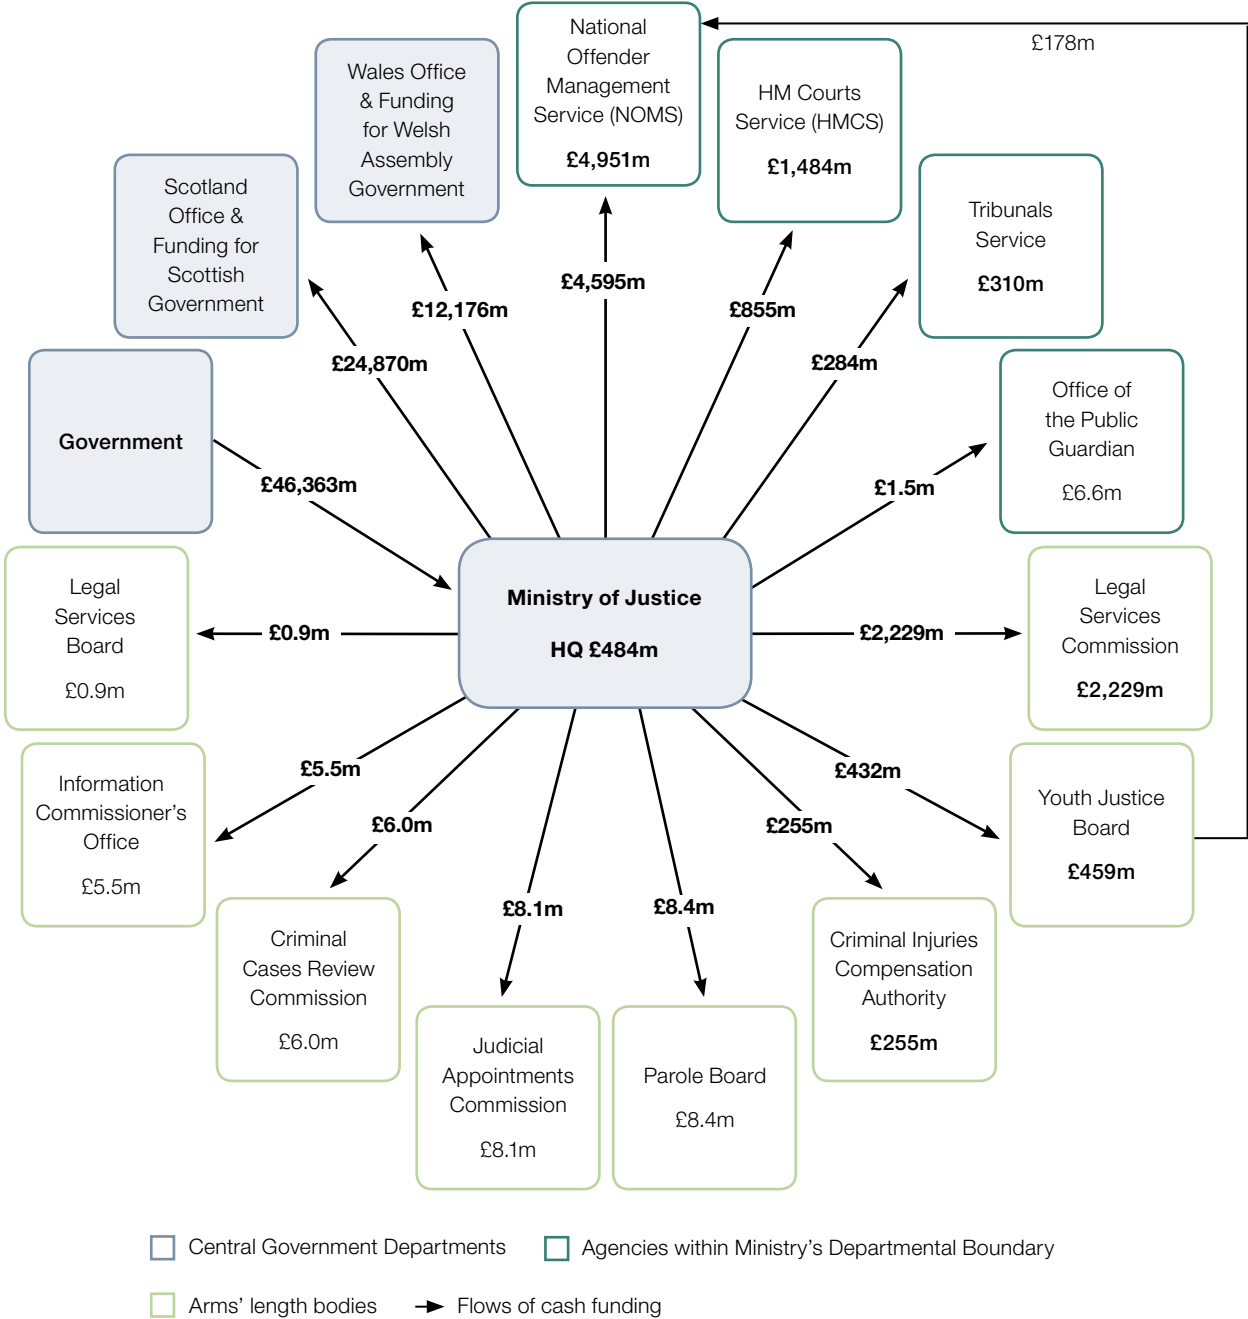 National
Offender
Management
Service (NOMS)
£4,951m
£178m
Wales Office
& Funding
for Welsh
Assembly
Government
HM Courts
Service (HMCS)
£1,484m
Scotland
Office &
Funding for
Scottish
Government
Tribunals
Service
£310m
£4,595m
£12,176m
£855m
£24,870m
£284m
Government
£46,363m
Office of
the Public
Guardian
£6.6m
£1.5m
Legal
Services
Board
£0.9m
£0.9m
Ministry of Justice
HQ £484m
£2,229m
Legal
Services
Commission
£2,229m
Information
Commissioner's
Office
£5.5m
£5.5m
£6.0m
£8.1m
£8.4m
£255m
£432m
Youth Justice
Board
£459m
Criminal
Cases Review
Commission
£6.0m
Judicial
Appointments
Commission
£8.1m
Parole Board
£8.4m
Criminal Injuries
Compensation
Authority
£255m
Central Government Departments
Agencies within Ministry's Departmental Boundary
Arms' length bodies
Flows of cash funding